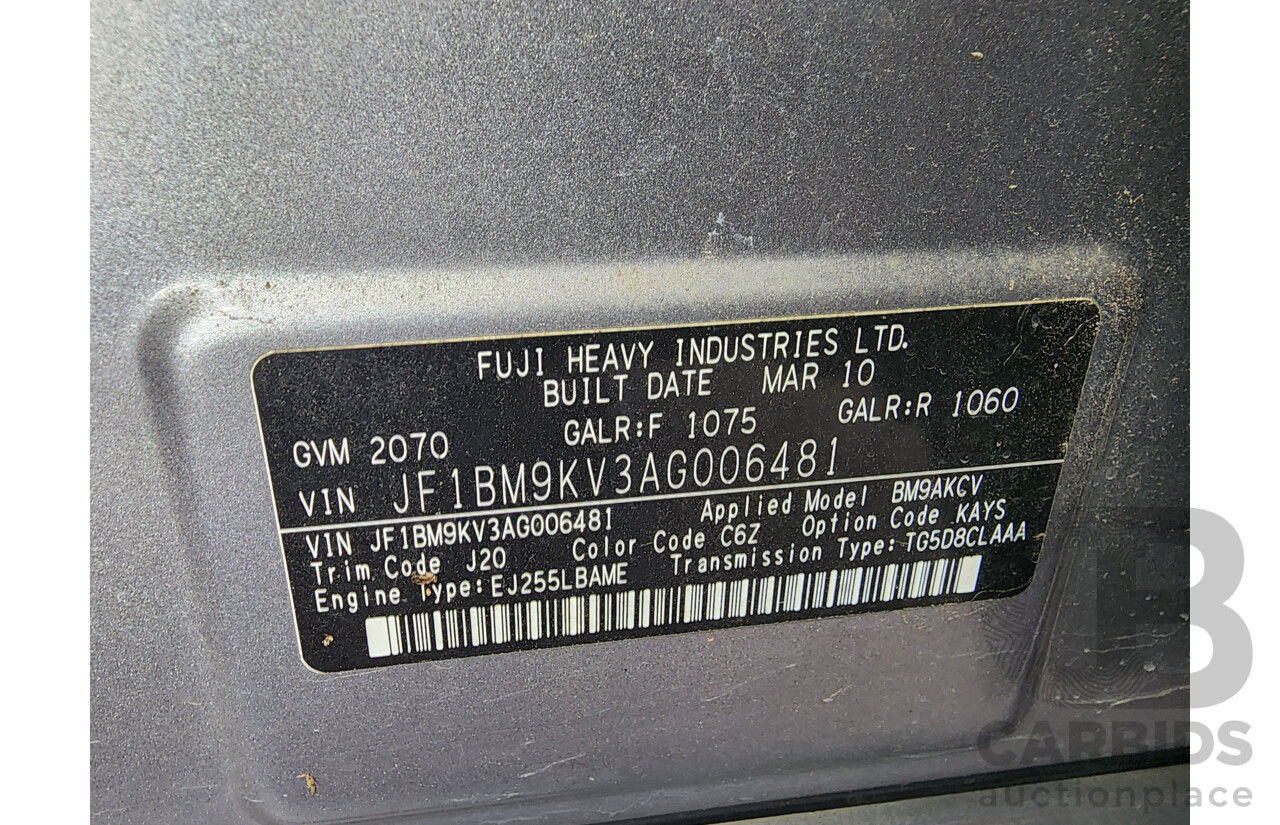 FUJI HEAVY INDUSTRIES LTD.
BUILT DATE MAR 10
GVM 2070 GALR:F 1075 GALR:R 1060
VIN JF1BM9KV3AG006481
VIN JF1BM9KV3AG006481 Applied Model BM9AKCV
Trim Code J20 Color Code C6Z Option Code KAYS
Engine Type:EJ255LBAME Transmission Type:TG5D8CLAAA
B
CARBIDS
auctionplace